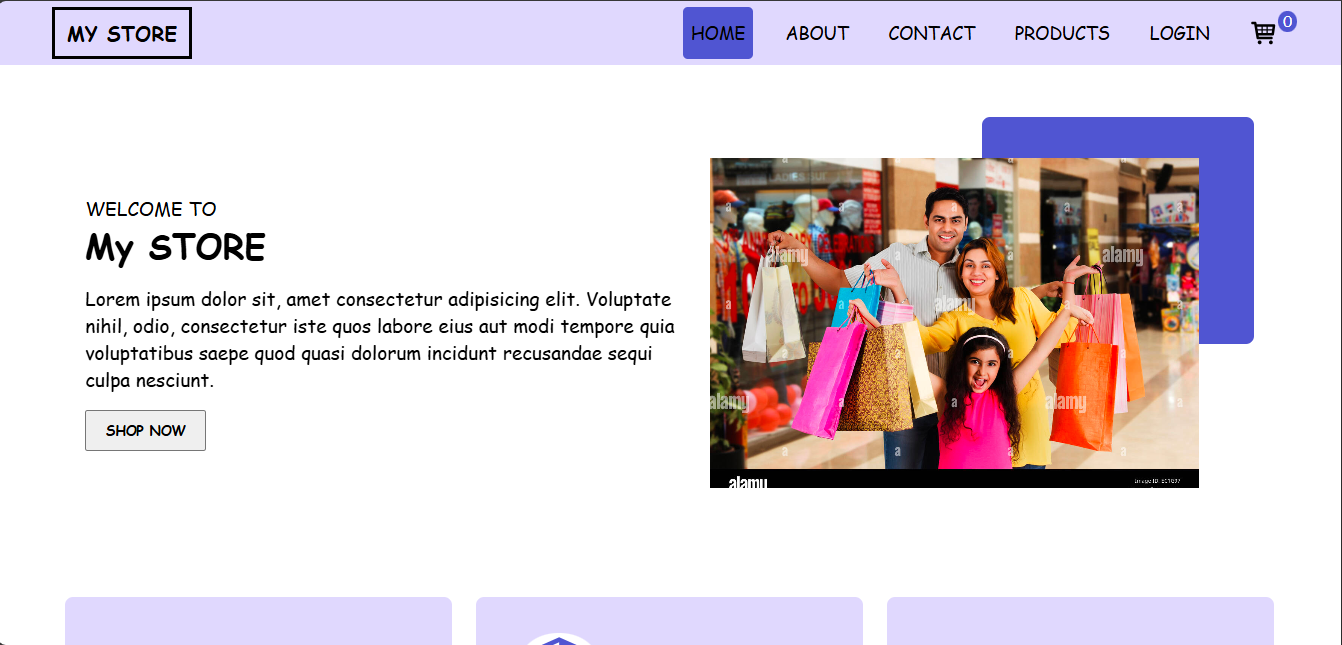 MY STORE
HOME
ABOUT
CONTACT
PRODUCTS
LOGIN
0
WELCOME TO
My STORE
Lorem ipsum dolor sit, amet consectetur adipisicing elit. Voluptate
nihil, odio, consectetur iste quos labore eius aut modi tempore quia
voluptatibus saepe quod quasi dolorum incidunt recusandae sequi
culpa nesciunt.
SHOP NOW
alamy
alamy
alamy
alamy
alamy
alamy